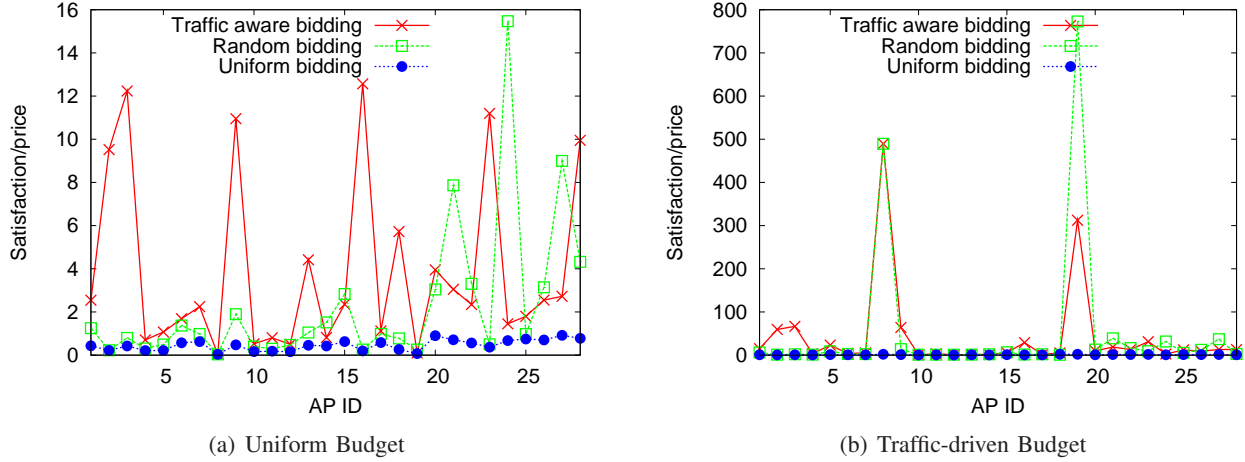 Traffic aware bidding
Random bidding
Uniform bidding
16
14
12
10
8
6
4
2
0
Satisfaction/price
5 10 15 20 25
AP ID
(a) Uniform Budget
Traffic aware bidding
Random bidding
Uniform bidding
800
700
600
500
400
300
200
100
0
Satisfaction/price
5 10 15 20 25
AP ID
(b) Traffic-driven Budget